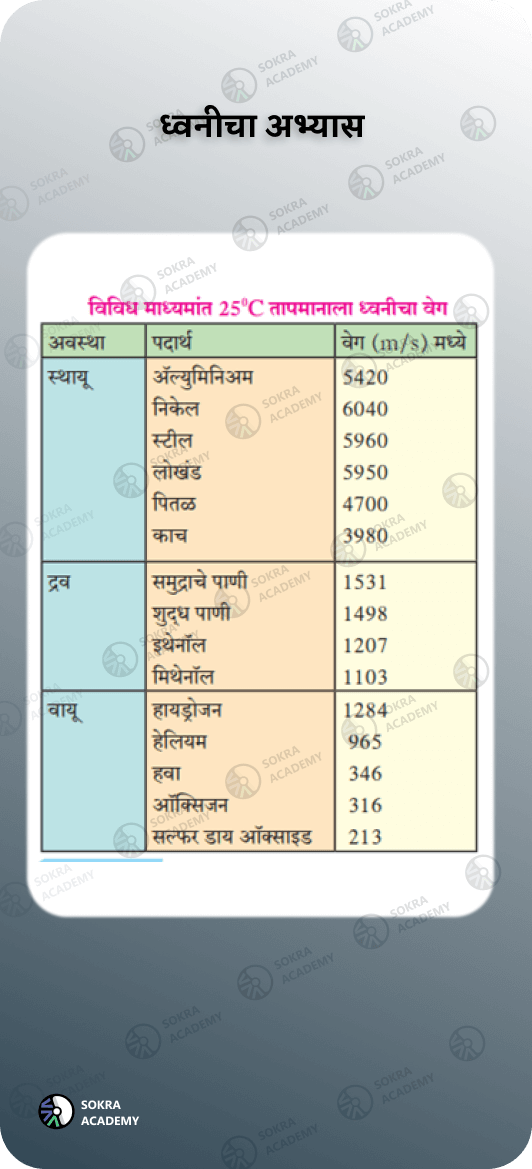 ध्वनीचा अभ्यास
विविध माध्यमांत 25⁰C तापमानाला ध्वनीचा वेग
अवस्था पदार्थ वेग (m/s) मध्ये
स्थायू ॲल्युमिनिअम 5420
निकेल 6040
स्टील 5960
लोखंड 5950
पितळ 4700
काच 3980
द्रव समुद्राचे पाणी 1531
शुद्ध पाणी 1498
इथेनॉल 1207
मिथेनॉल 1103
वायू हायड्रोजन 1284
हेलियम 965
हवा 346
ऑक्सिजन 316
सल्फर डाय ऑक्साइड 213
SOKRA
ACADEMY